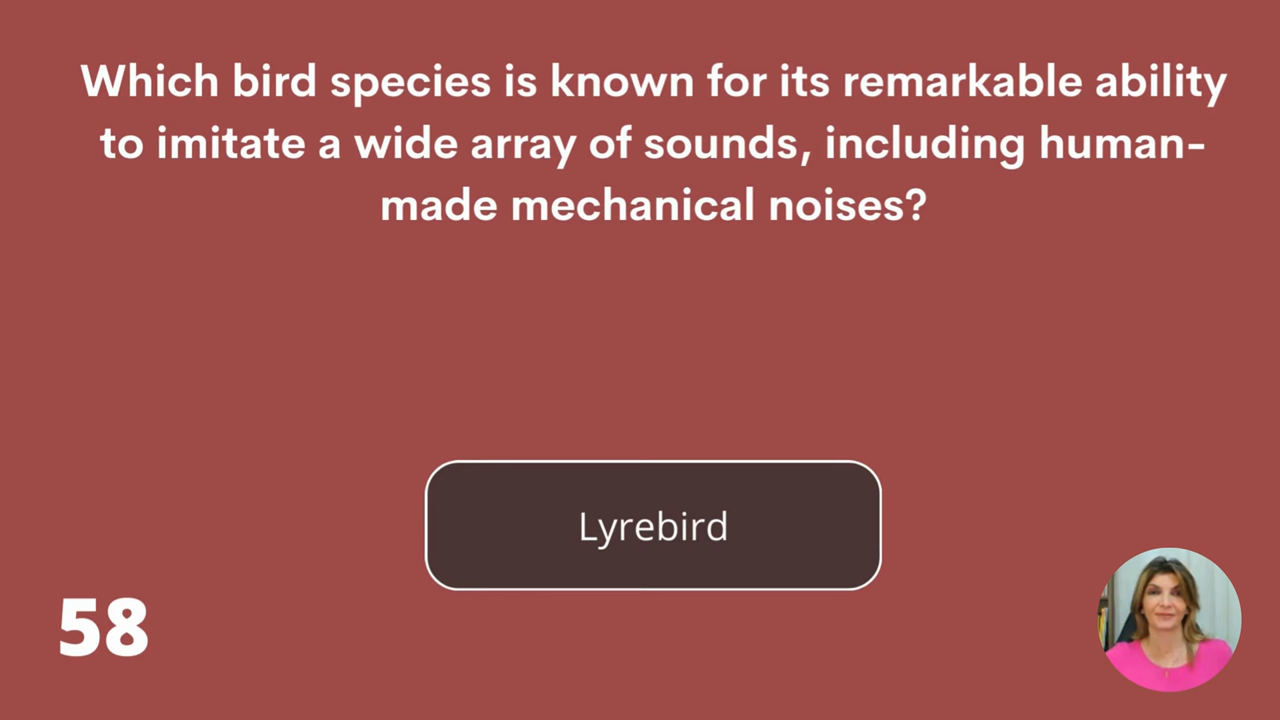 Which bird species is known for its remarkable ability
to imitate a wide array of sounds, including human-
made mechanical noises?
Lyrebird
58